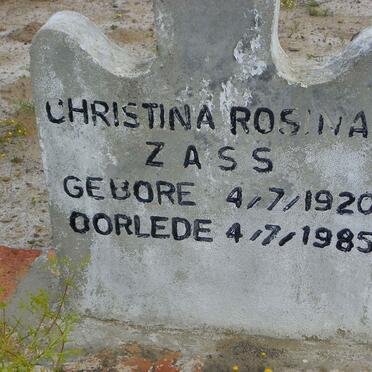 CHRISTINA ROSINA
ZASS
GEBORE 4/7/1920
OORLEDE 4/7/1985